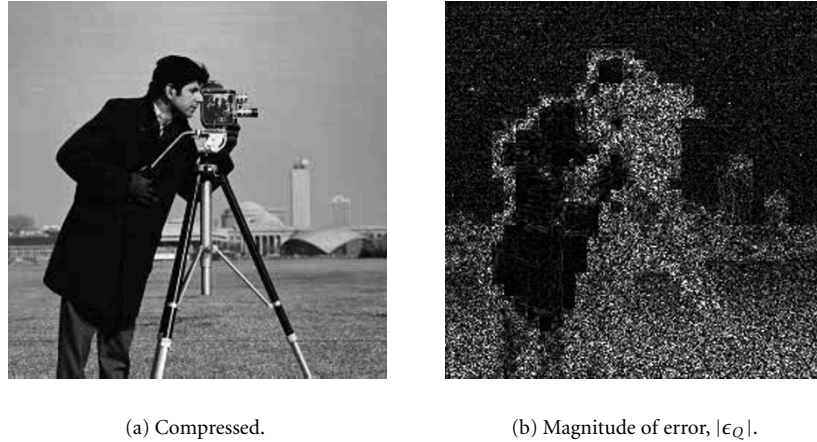 (a) Compressed.
(b) Magnitude of error, |ϵ_Q|.